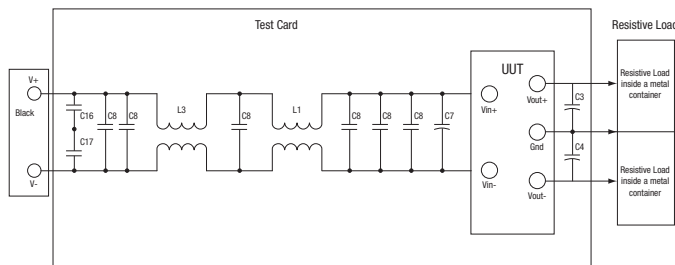 Test Card
Resistive Load
V+
Black
V-
C16
C17
C8
C8
L3
C8
L1
C8
C8
C8
C7
UUT
Vin+
Vin-
Vout+
Gnd
Vout-
C3
C4
Resistive Load
inside a metal
container
Resistive Load
inside a metal
container